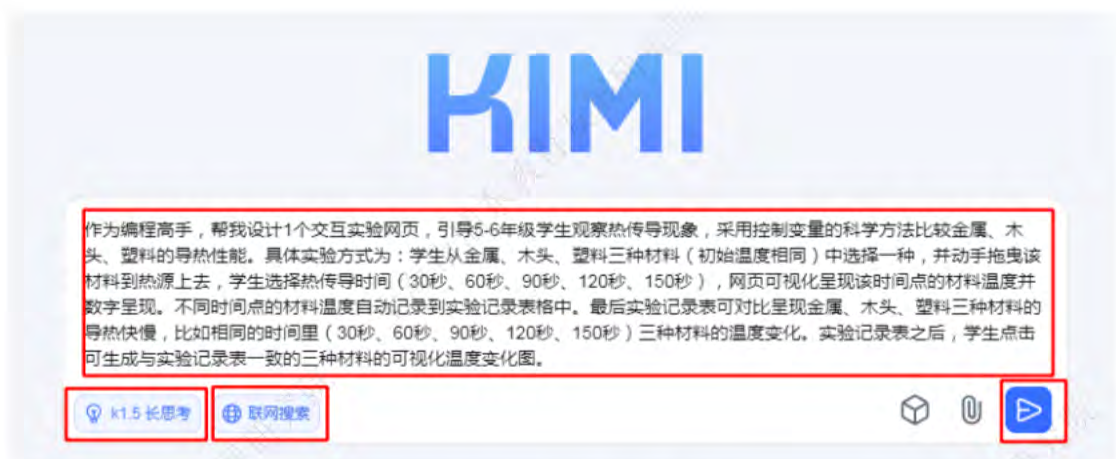 KIMI
作为编程高手，帮我设计1个交互实验网页，引导5-6年级学生观察热传导现象，采用控制变量的科学方法比较金属、木
头、塑料的导热性能。具体实验方式为：学生从金属、木头、塑料三种材料（初始温度相同）中选择一种，并动手拖曳该
材料到热源上去，学生选择热传导时间（30秒、60秒、90秒、120秒、150秒），网页可视化呈现该时间点的材料温度并
数字呈现。不同时间点的材料温度自动记录到实验记录表格中。最后实验记录表可对比呈现金属、木头、塑料三种材料的
导热快慢，比如相同的时间里（30秒、60秒、90秒、120秒、150秒）三种材料的温度变化。实验记录表之后，学生点击
可生成与实验记录表一致的三种材料的可视化温度变化图。
k1.5 长思考 联网搜索